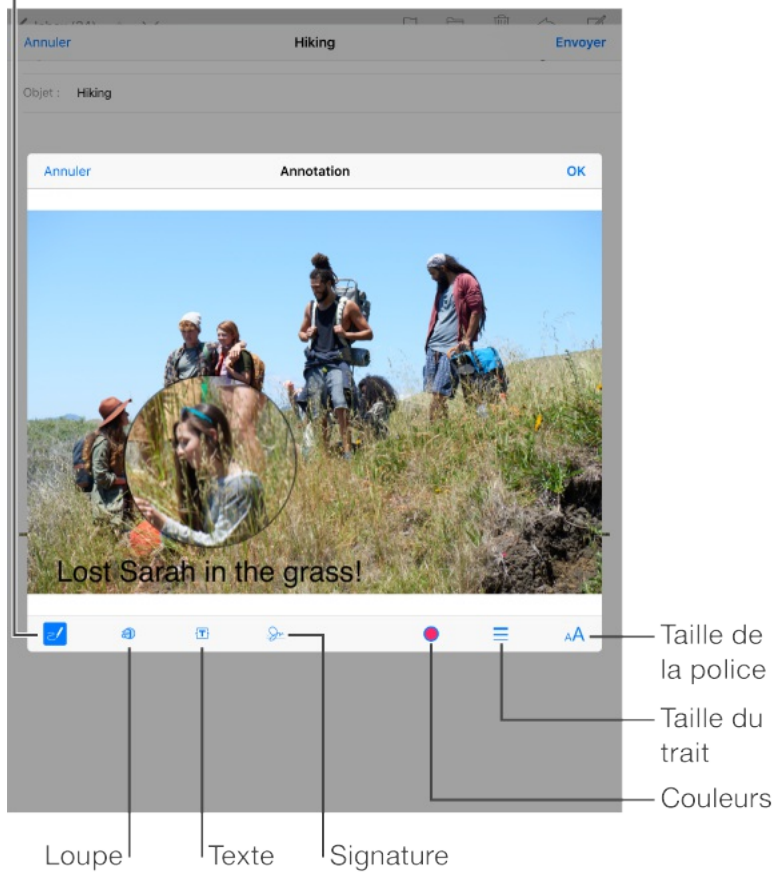 Annuler Hiking Envoyer
Objet : Hiking
Annuler Annotation OK
Lost Sarah in the grass!
AA
Taille de
la police
Taille du
trait
Couleurs
Loupe Texte Signature